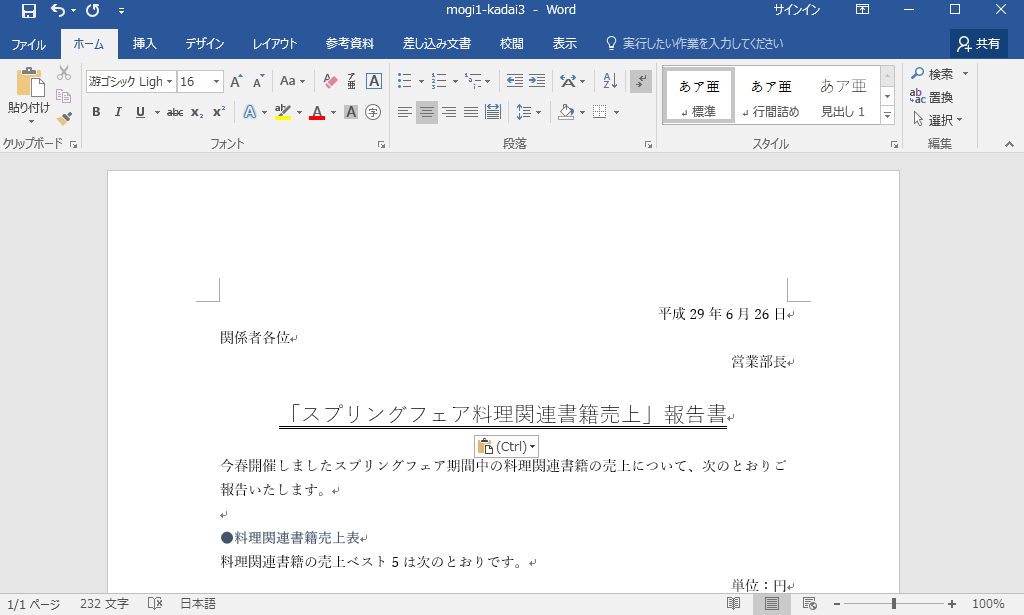 mogi1-kadai3 - Word
サインイン
ファイル ホーム 挿入 デザイン レイアウト 参考資料 差し込み文書 校閲 表示 実行したい作業を入力してください 共有
貼り付け
游ゴシック Ligh 16 A A Aa A
B I U abc x₂ x² A A A 字
あア亜 あア亜 あア亜
標準 行間詰め 見出し 1
検索
置換
選択
クリップボード フォント 段落 スタイル 編集
平成 29 年 6 月 26 日
関係者各位
営業部長
「スプリングフェア料理関連書籍売上」報告書
(Ctrl)
今春開催しましたスプリングフェア期間中の料理関連書籍の売上について、次のとおりご
報告いたします。
●料理関連書籍売上表
料理関連書籍の売上ベスト 5 は次のとおりです。
単位：円
1/1 ページ 232 文字 日本語 100%